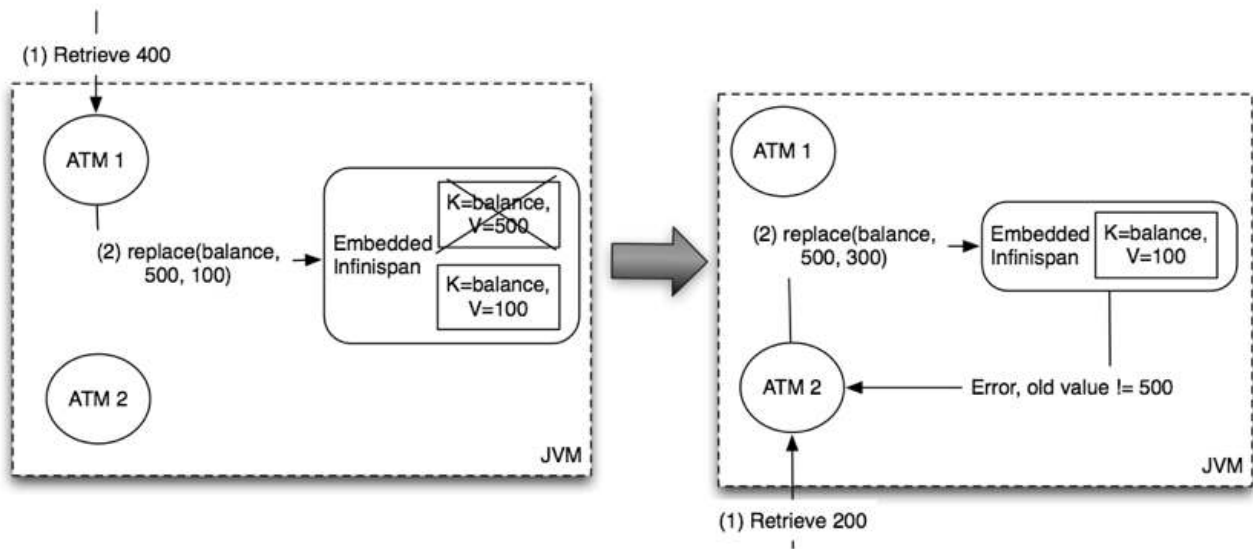 (1) Retrieve 400
ATM 1
(2) replace(balance,
500, 100)
Embedded
Infinispan
K=balance,
V=500
K=balance,
V=100
ATM 2
JVM
ATM 1
(2) replace(balance,
500, 300)
Embedded
Infinispan
K=balance,
V=100
ATM 2
Error, old value != 500
JVM
(1) Retrieve 200